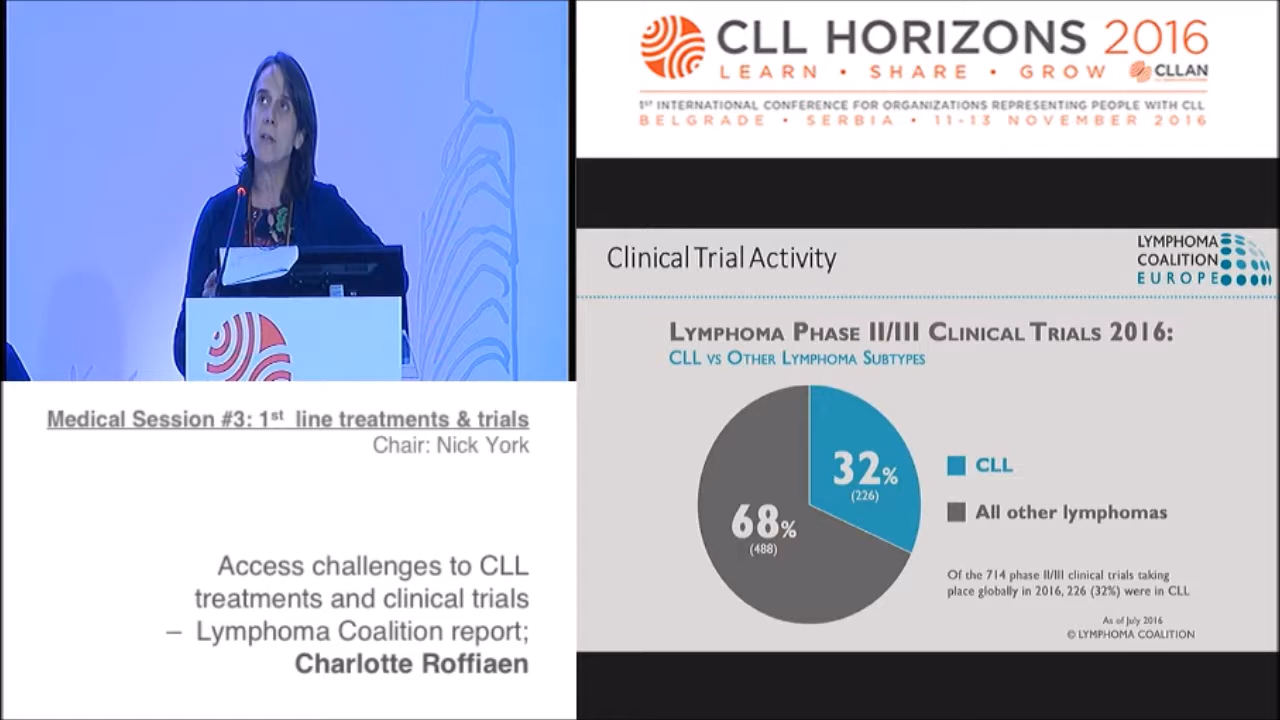 CLL HORIZONS 2016
LEARN • SHARE • GROW CLLAN
1ST INTERNATIONAL CONFERENCE FOR ORGANIZATIONS REPRESENTING PEOPLE WITH CLL
BELGRADE • SERBIA • 11-13 NOVEMBER 2016
Clinical Trial Activity
LYMPHOMA
COALITION
EUROPE
LYMPHOMA PHASE II/III CLINICAL TRIALS 2016:
CLL VS OTHER LYMPHOMA SUBTYPES
32%
(226)
68%
(488)
CLL
All other lymphomas
Of the 714 phase II/III clinical trials taking
place globally in 2016, 226 (32%) were in CLL
As of July 2016
© LYMPHOMA COALITION
Medical Session #3: 1st line treatments & trials
Chair: Nick York
Access challenges to CLL
treatments and clinical trials
– Lymphoma Coalition report;
Charlotte Roffiaen